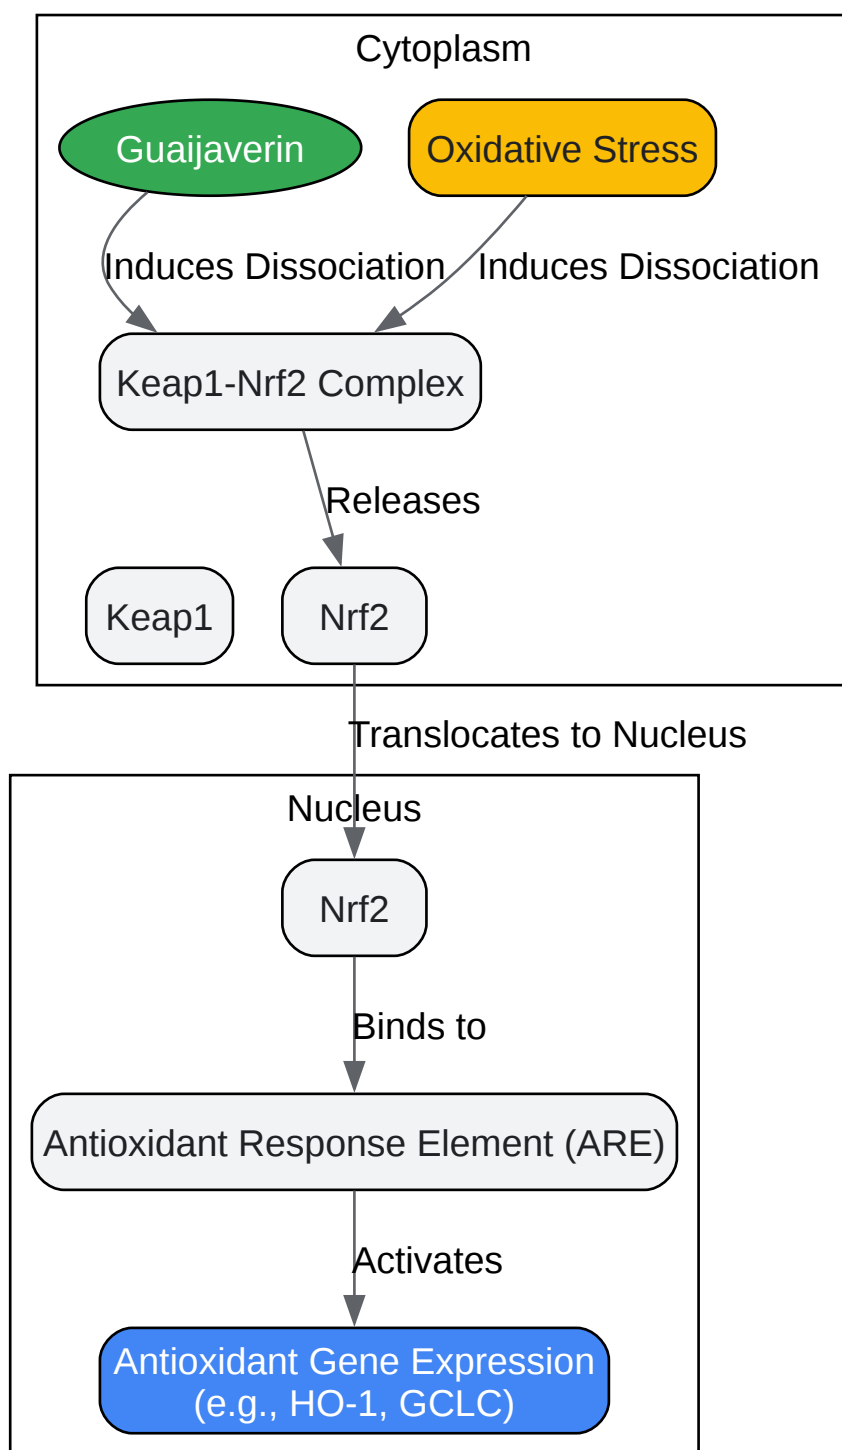 Cytoplasm
Guaijaverin
Oxidative Stress
Induces Dissociation
Induces Dissociation
Keap1-Nrf2 Complex
Releases
Keap1
Nrf2
Translocates to Nucleus
Nucleus
Nrf2
Binds to
Antioxidant Response Element (ARE)
Activates
Antioxidant Gene Expression
(e.g., HO-1, GCLC)